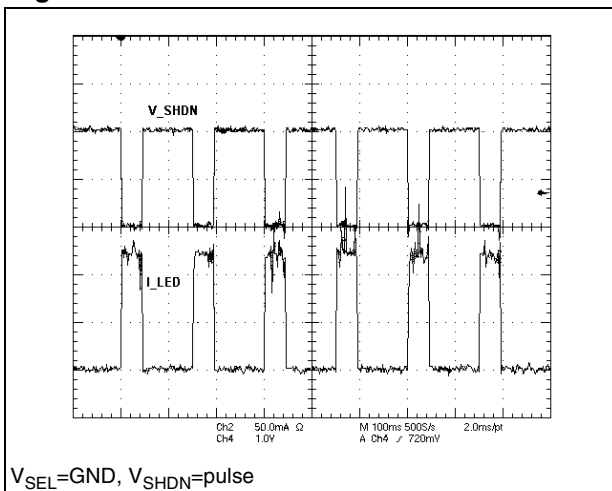 V_SHDN
I_LED
Ch2 50.0mA Ω M 100ms 500S/s 2.0ms/pt
Ch4 1.0V A Ch4 ∕ 720mV
VSEL=GND, VSHDN=pulse